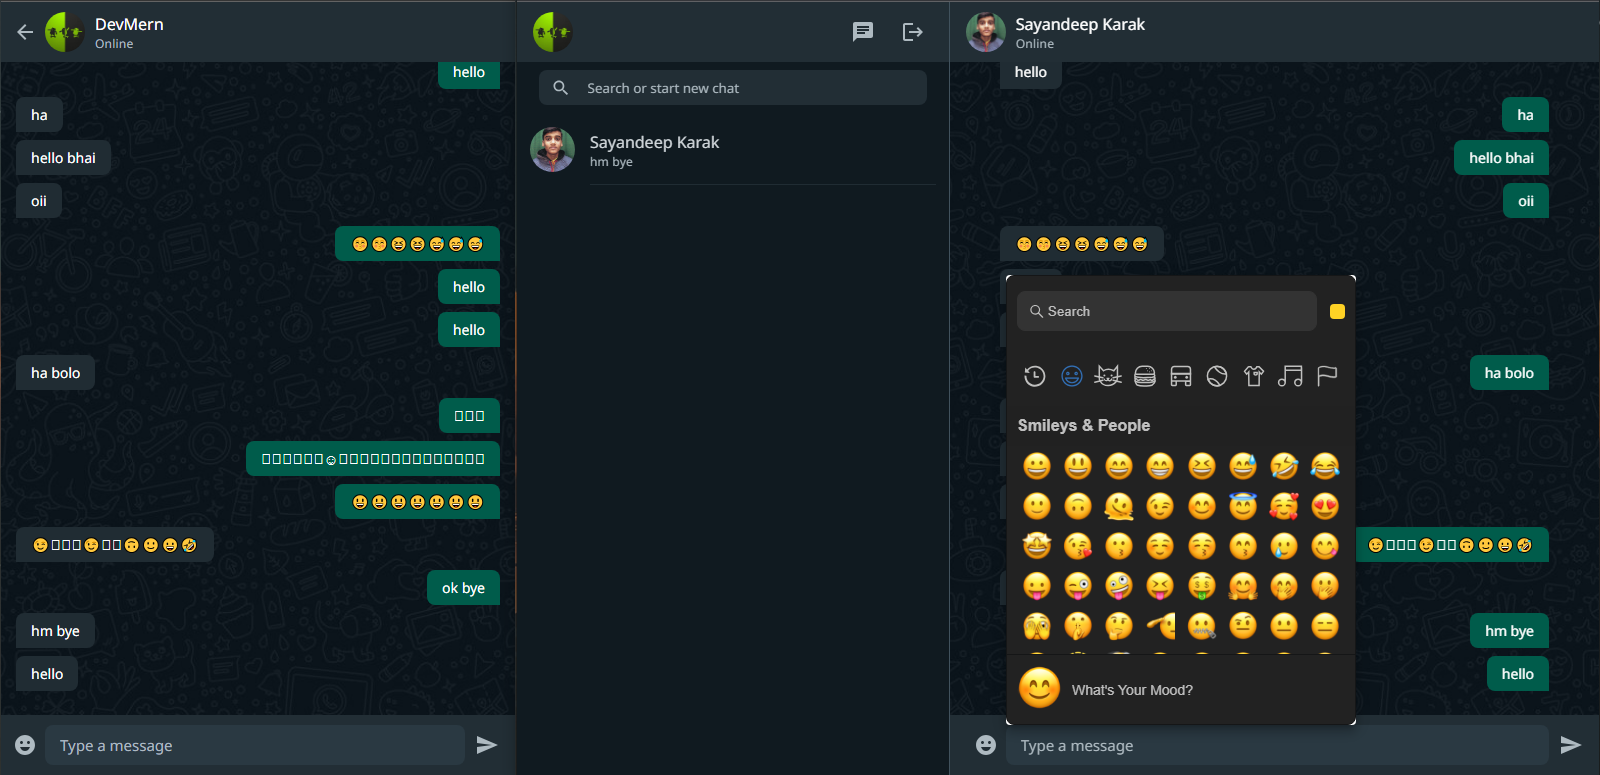 DevMern
Online
hello
ha
hello bhai
oii
😁😁😆😆😅😅😅
hello
hello
ha bolo
▯▯▯
▯▯▯▯▯▯☺▯▯▯▯▯▯▯▯▯▯▯▯▯▯▯
😀😀😀😀😀😀😀
😉▯▯▯😉▯▯🙃🙂😀🤣
ok bye
hm bye
hello
Type a message
Search or start new chat
Sayandeep Karak
hm bye
Sayandeep Karak
Online
hello
ha
hello bhai
oii
😁😁😆😆😅😅😅
ha bolo
😉▯▯▯😉▯▯🙃🙂😀🤣
hm bye
hello
Search
Smileys & People
What's Your Mood?
Type a message